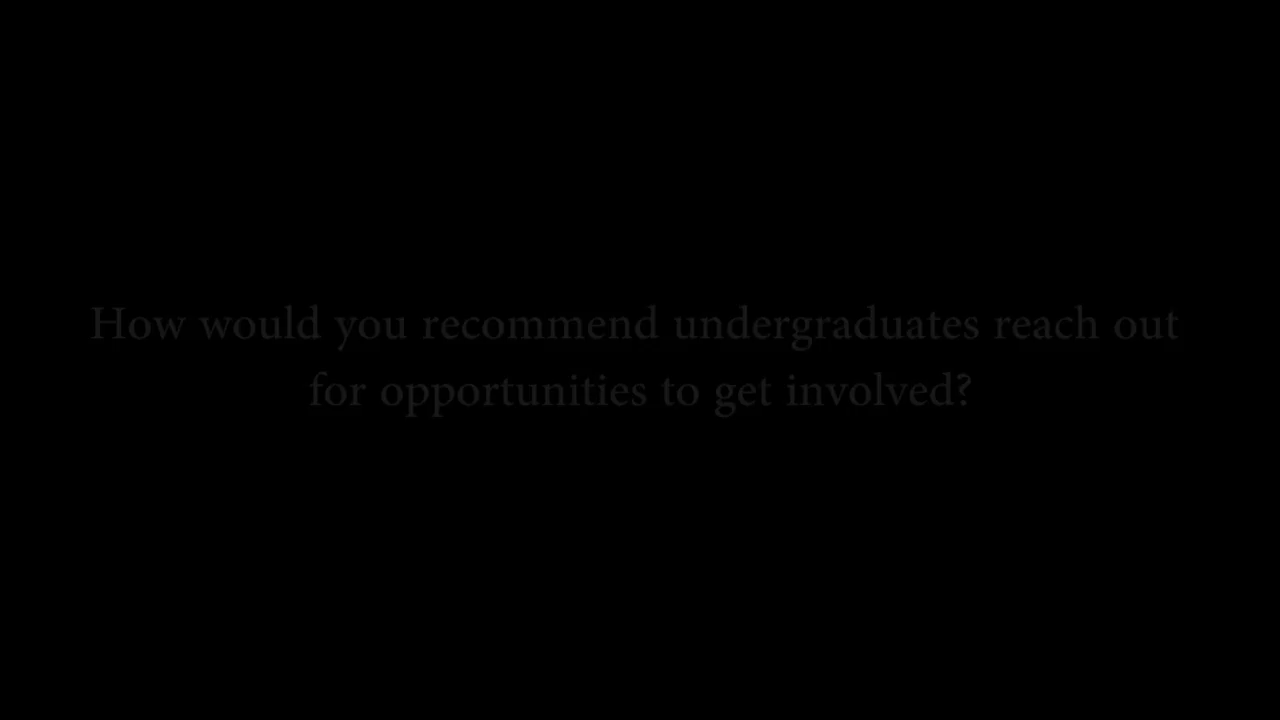 How would you recommend undergraduates reach out
for opportunities to get involved?